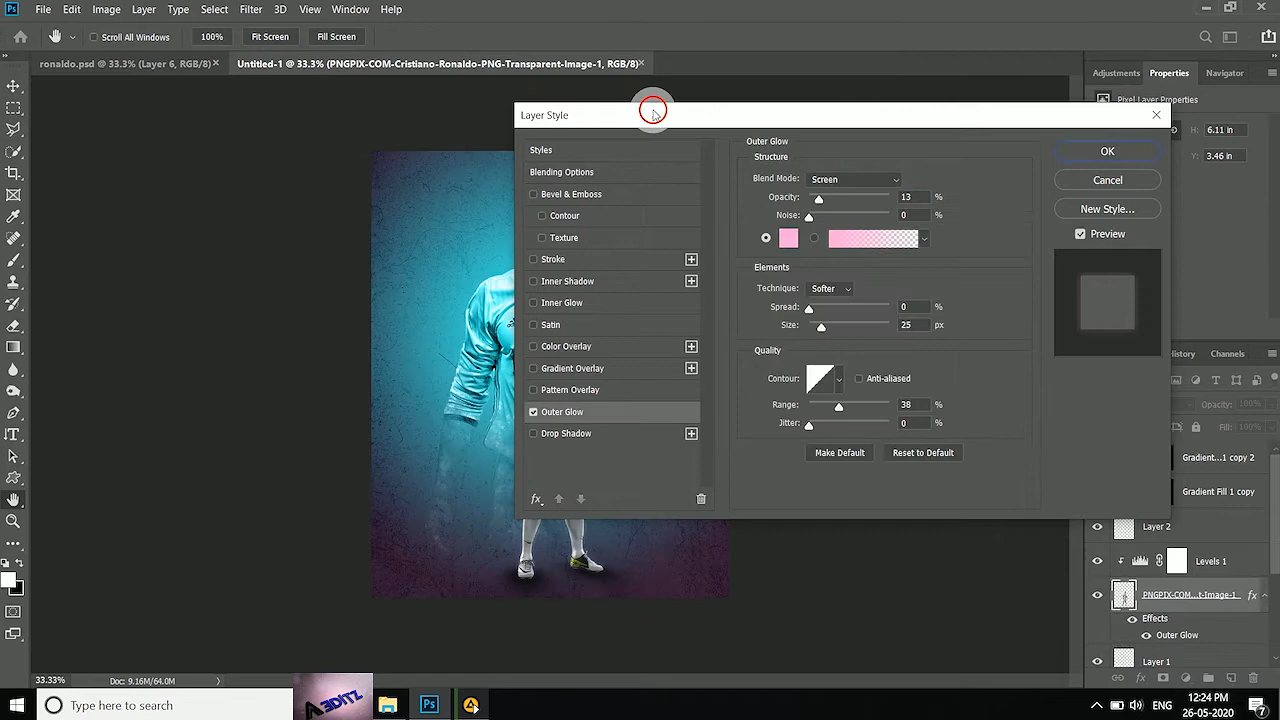 Ps File Edit Image Layer Type Select Filter 3D View Window Help
Scroll All Windows 100% Fit Screen Fill Screen
ronaldo.psd @ 33.3% (Layer 6, RGB/8) × Untitled-1 @ 33.3% (PNGPIX-COM-Cristiano-Ronaldo-PNG-Transparent-Image-1, RGB/8) ×
Adjustments Properties Navigator
Pixel Layer Properties
H: 6.11 in
Y: 3.46 in
Layer Style
Styles
Blending Options
Bevel & Emboss
Contour
Texture
Stroke
Inner Shadow
Inner Glow
Satin
Color Overlay
Gradient Overlay
Pattern Overlay
Outer Glow
Drop Shadow
fx
Outer Glow
Structure
Blend Mode: Screen
Opacity: 13 %
Noise: 0 %
Elements
Technique: Softer
Spread: 0 %
Size: 25 px
Quality
Contour: Anti-aliased
Range: 38 %
Jitter: 0 %
Make Default Reset to Default
OK
Cancel
New Style...
Preview
History Channels
Opacity: 100%
Fill: 100%
Gradient Fill 1 copy 2
Gradient Fill 1 copy
Layer 2
Levels 1
PNGPIX-COM...t-Image-1 fx
Effects
Outer Glow
Layer 1
fx
33.33% Doc: 9.16M/64.0M
Type here to search
EDITZ
Ps
ENG
12:24 PM
26-05-2020
7